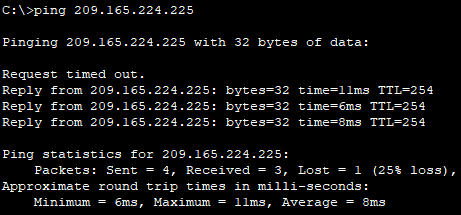 C:\>ping 209.165.224.225
Pinging 209.165.224.225 with 32 bytes of data:
Request timed out.
Reply from 209.165.224.225: bytes=32 time=11ms TTL=254
Reply from 209.165.224.225: bytes=32 time=6ms TTL=254
Reply from 209.165.224.225: bytes=32 time=8ms TTL=254
Ping statistics for 209.165.224.225:
Packets: Sent = 4, Received = 3, Lost = 1 (25% loss),
Approximate round trip times in milli-seconds:
Minimum = 6ms, Maximum = 11ms, Average = 8ms